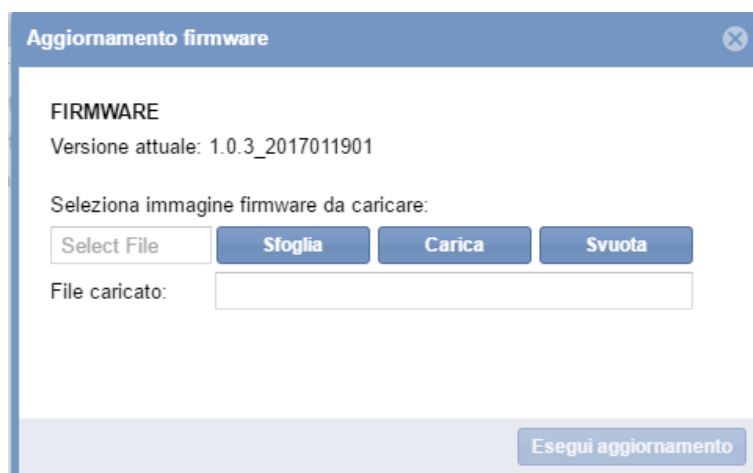 Aggiornamento firmware
FIRMWARE
Versione attuale: 1.0.3_2017011901
Seleziona immagine firmware da caricare:
Select File Sfoglia Carica Svuota
File caricato:
Esegui aggiornamento